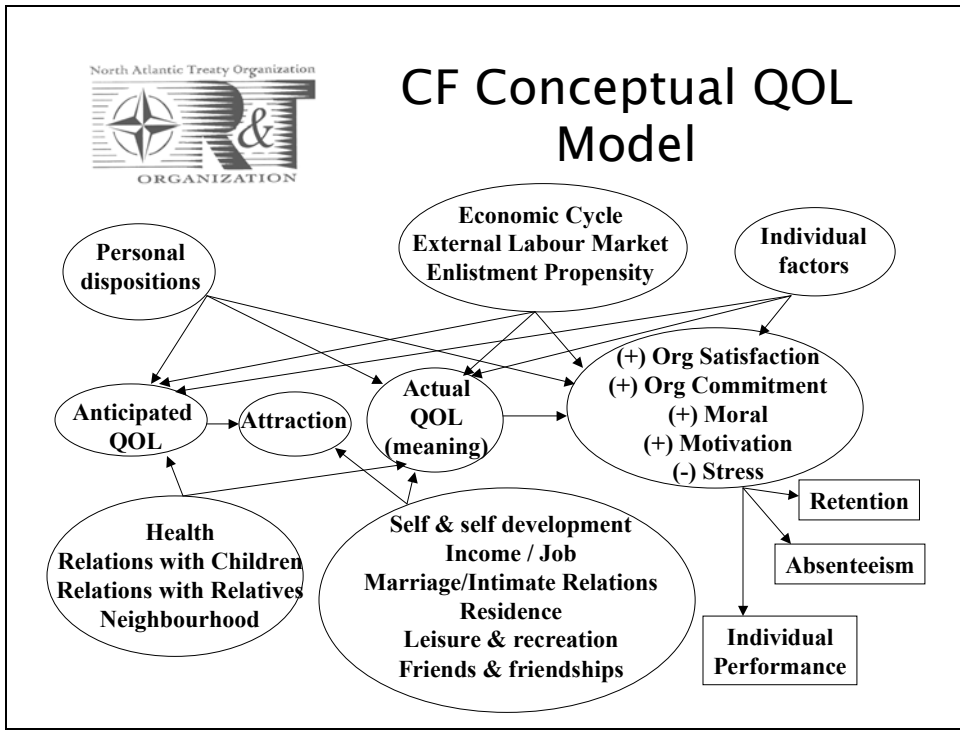 North Atlantic Treaty Organization
R&T
ORGANIZATION
CF Conceptual QOL
Model
Personal
dispositions
Economic Cycle
External Labour Market
Enlistment Propensity
Individual
factors
Anticipated
QOL
Attraction
Actual
QOL
(meaning)
(+) Org Satisfaction
(+) Org Commitment
(+) Moral
(+) Motivation
(-) Stress
Health
Relations with Children
Relations with Relatives
Neighbourhood
Self & self development
Income / Job
Marriage/Intimate Relations
Residence
Leisure & recreation
Friends & friendships
Retention
Absenteeism
Individual
Performance